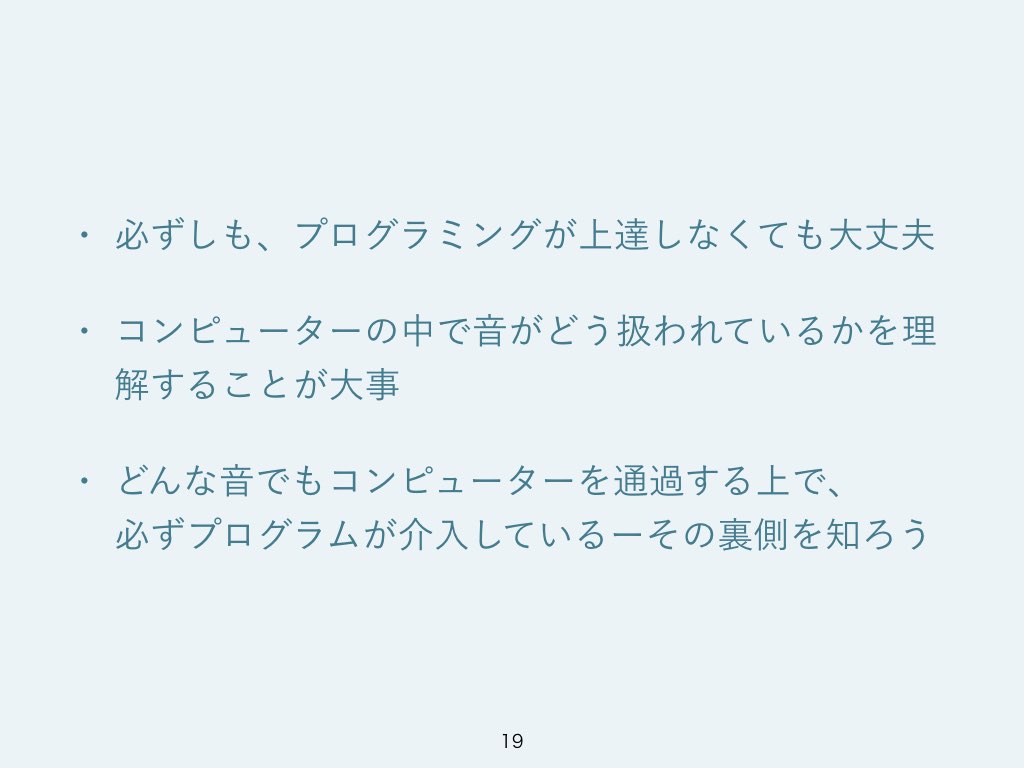 ・必ずしも、プログラミングが上達しなくても大丈夫
・コンピューターの中で音がどう扱われているかを理
解することが大事
・どんな音でもコンピューターを通過する上で、
必ずプログラムが介入しているーその裏側を知ろう
19